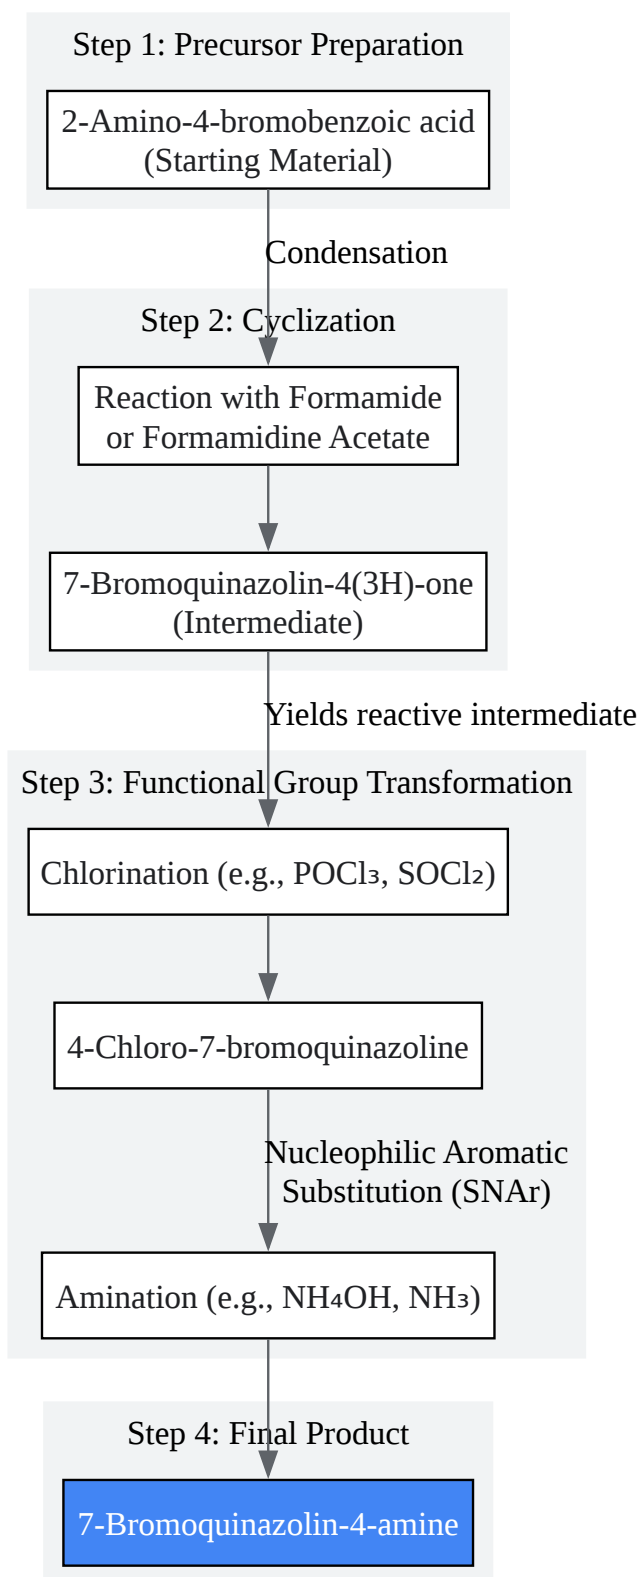 Step 1: Precursor Preparation
2-Amino-4-bromobenzoic acid
(Starting Material)
Condensation
Step 2: Cyclization
Reaction with Formamide
or Formamidine Acetate
7-Bromoquinazolin-4(3H)-one
(Intermediate)
Yields reactive intermediate
Step 3: Functional Group Transformation
Chlorination (e.g., POCl₃, SOCl₂)
4-Chloro-7-bromoquinazoline
Nucleophilic Aromatic
Substitution (SNAr)
Amination (e.g., NH₄OH, NH₃)
Step 4: Final Product
7-Bromoquinazolin-4-amine